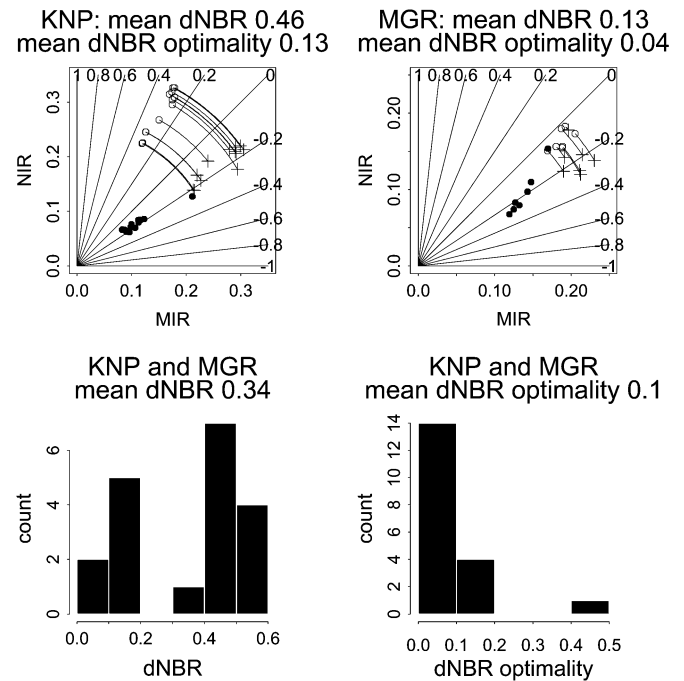 KNP: mean dNBR 0.46
mean dNBR optimality 0.13
1 0.8 0.6 0.4 0.2 0
-0.2
-0.4
-0.6
-0.8
-1
NIR
0.3
0.2
0.1
0.0
0.0 0.1 0.2 0.3
MIR
MGR: mean dNBR 0.13
mean dNBR optimality 0.04
1 0.8 0.6 0.4 0.2 0
-0.2
-0.4
-0.6
-0.8
-1
NIR
0.20
0.10
0.0
0.0 0.10 0.20
MIR
KNP and MGR
mean dNBR 0.34
count
6
4
2
0
0.0 0.2 0.4 0.6
dNBR
KNP and MGR
mean dNBR optimality 0.1
count
14
12
10
8
6
4
2
0
0.0 0.1 0.2 0.3 0.4 0.5
dNBR optimality